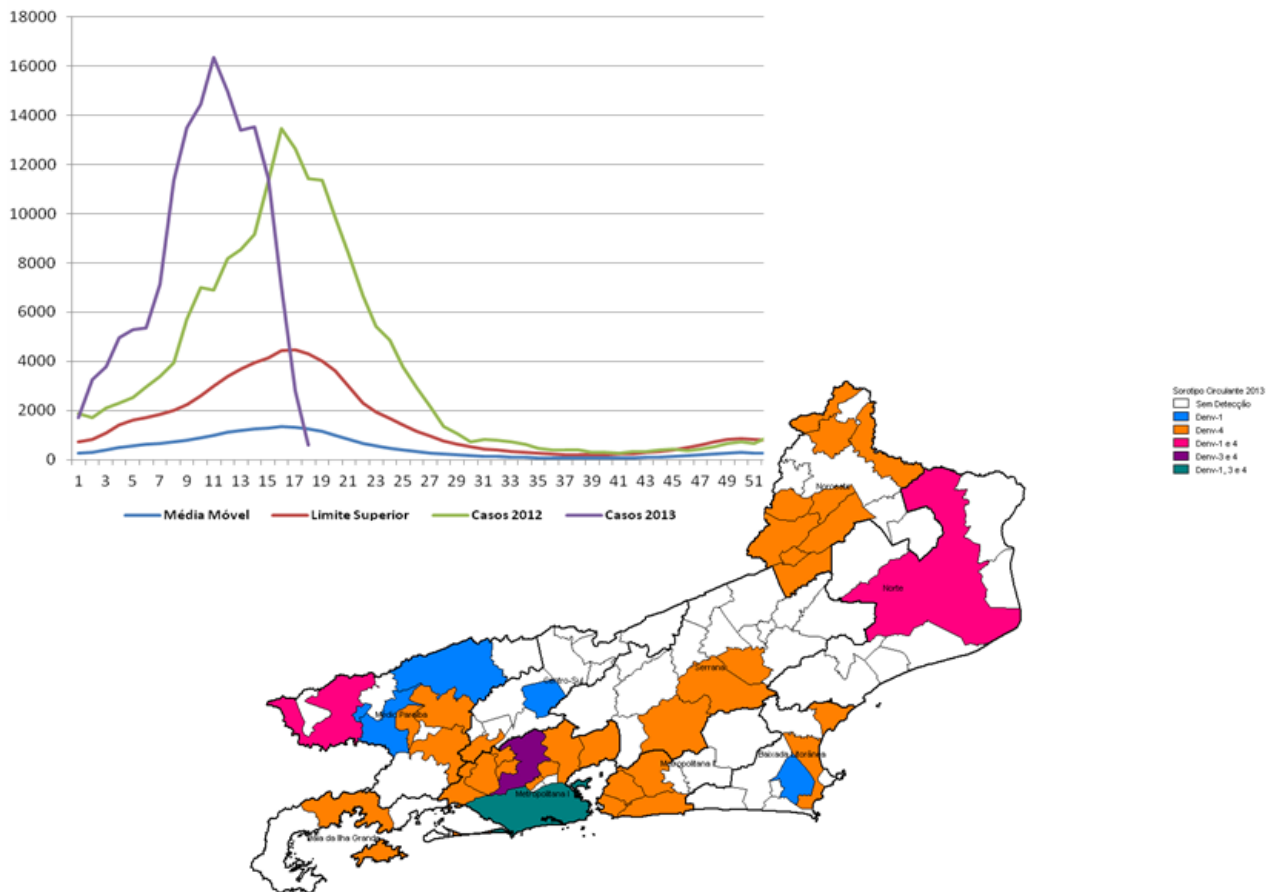 18000
16000
14000
12000
10000
8000
6000
4000
2000
0
1 3 5 7 9 11 13 15 17 19 21 23 25 27 29 31 33 35 37 39 41 43 45 47 49 51
Média Móvel Limite Superior Casos 2012 Casos 2013
Sorotipo Circulante 2013
Sem Detecção
Denv-1
Denv-4
Denv-1 e 4
Denv-3 e 4
Denv-1, 3 e 4
Noroeste
Norte
Serrana
Centro-Sul
Médio Paraíba
Baixada Litorânea
Metropolitana
Metropolitana I
Baía da Ilha Grande